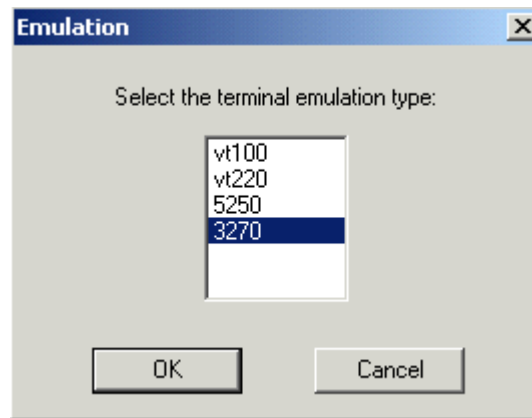 Emulation
Select the terminal emulation type:
vt100
vt220
5250
3270
OK Cancel